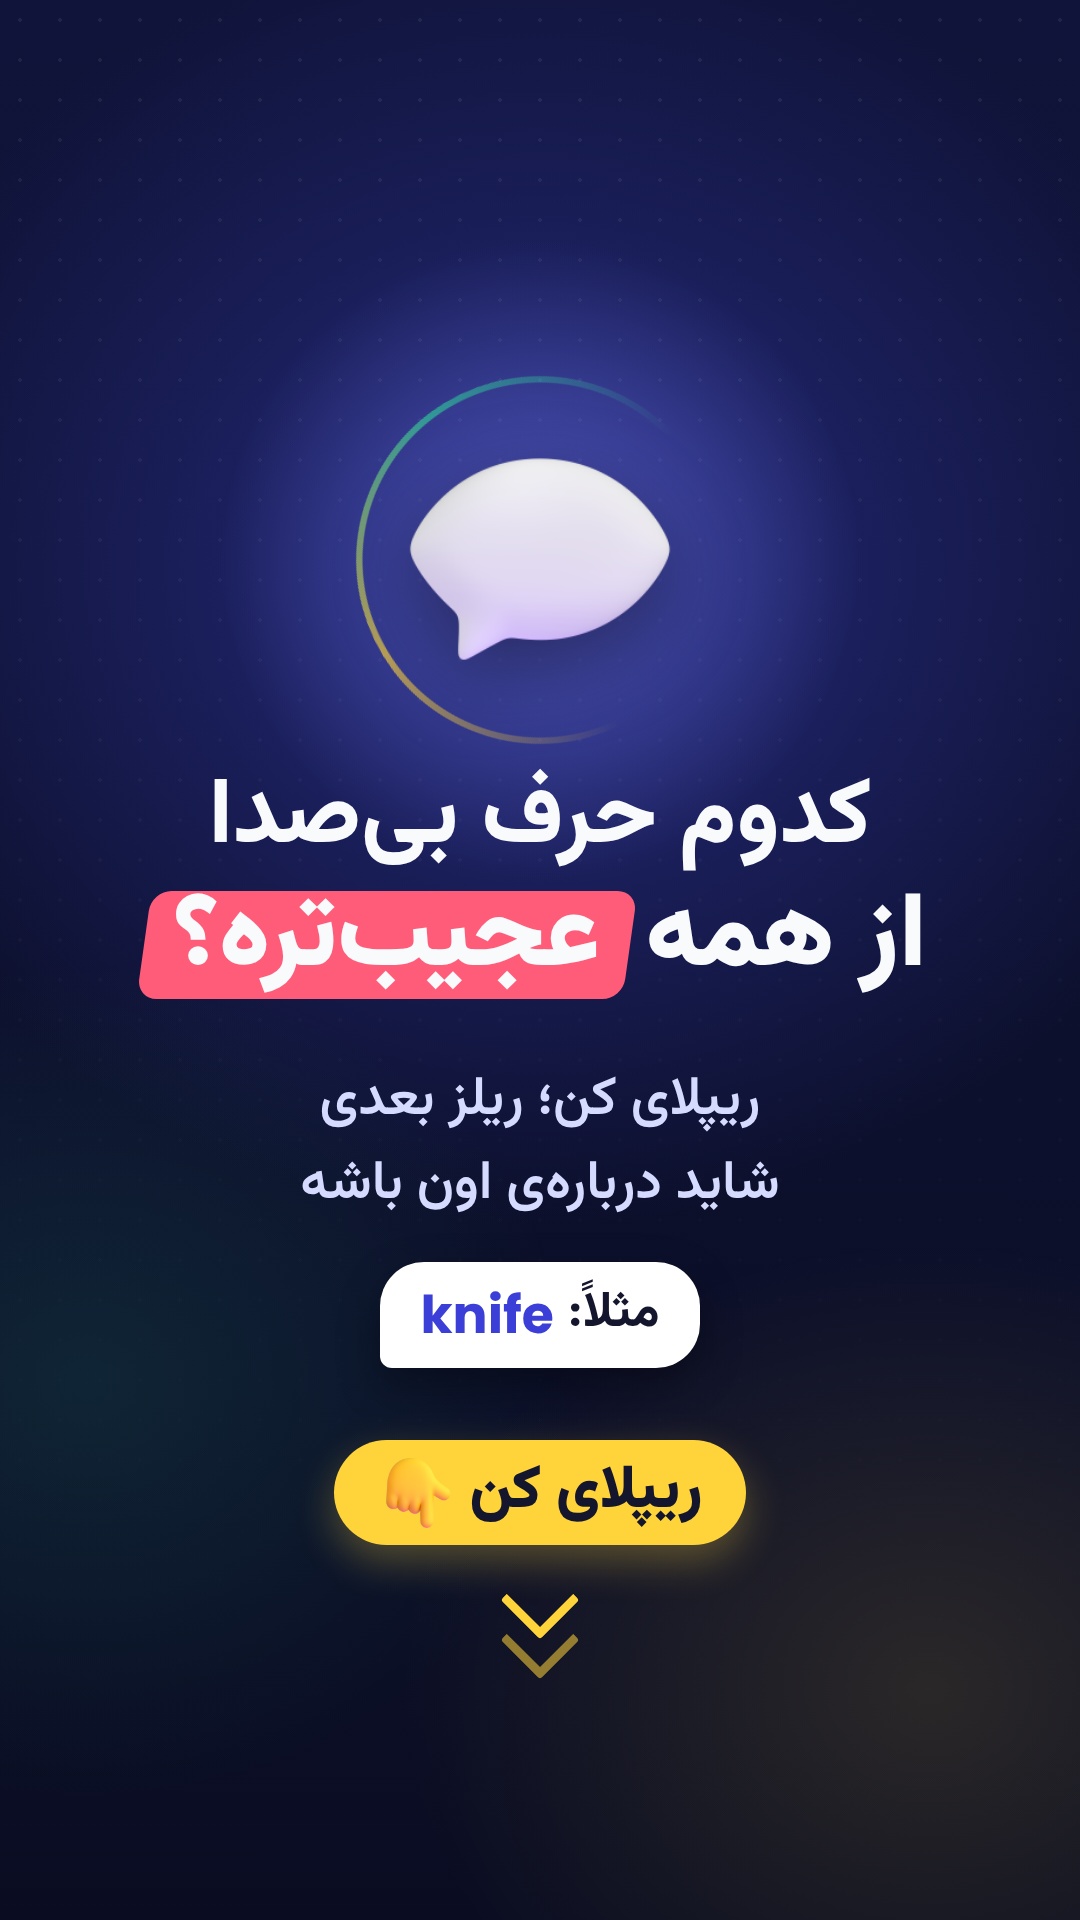 کدوم حرف بی‌صدا
از همه عجیب‌تره؟
ریپلای کن؛ ریلز بعدی
شاید درباره‌ی اون باشه
مثلاً: knife
ریپلای کن 👇